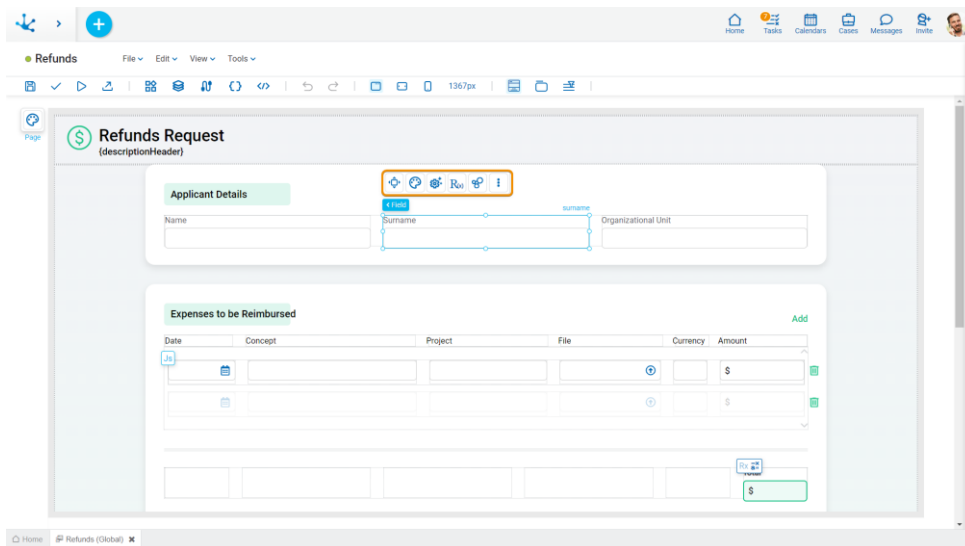 7
Home Tasks Calendars Cases Messages Invite
Refunds File Edit View Tools
1367px
Page
$ Refunds Request
{descriptionHeader}
Applicant Details
R(x)
Field
surname
Name Surname Organizational Unit
Expenses to be Reimbursed
Add
Date Concept Project File Currency Amount
Js
$
$
Rx
Total
$
Home Refunds (Global)